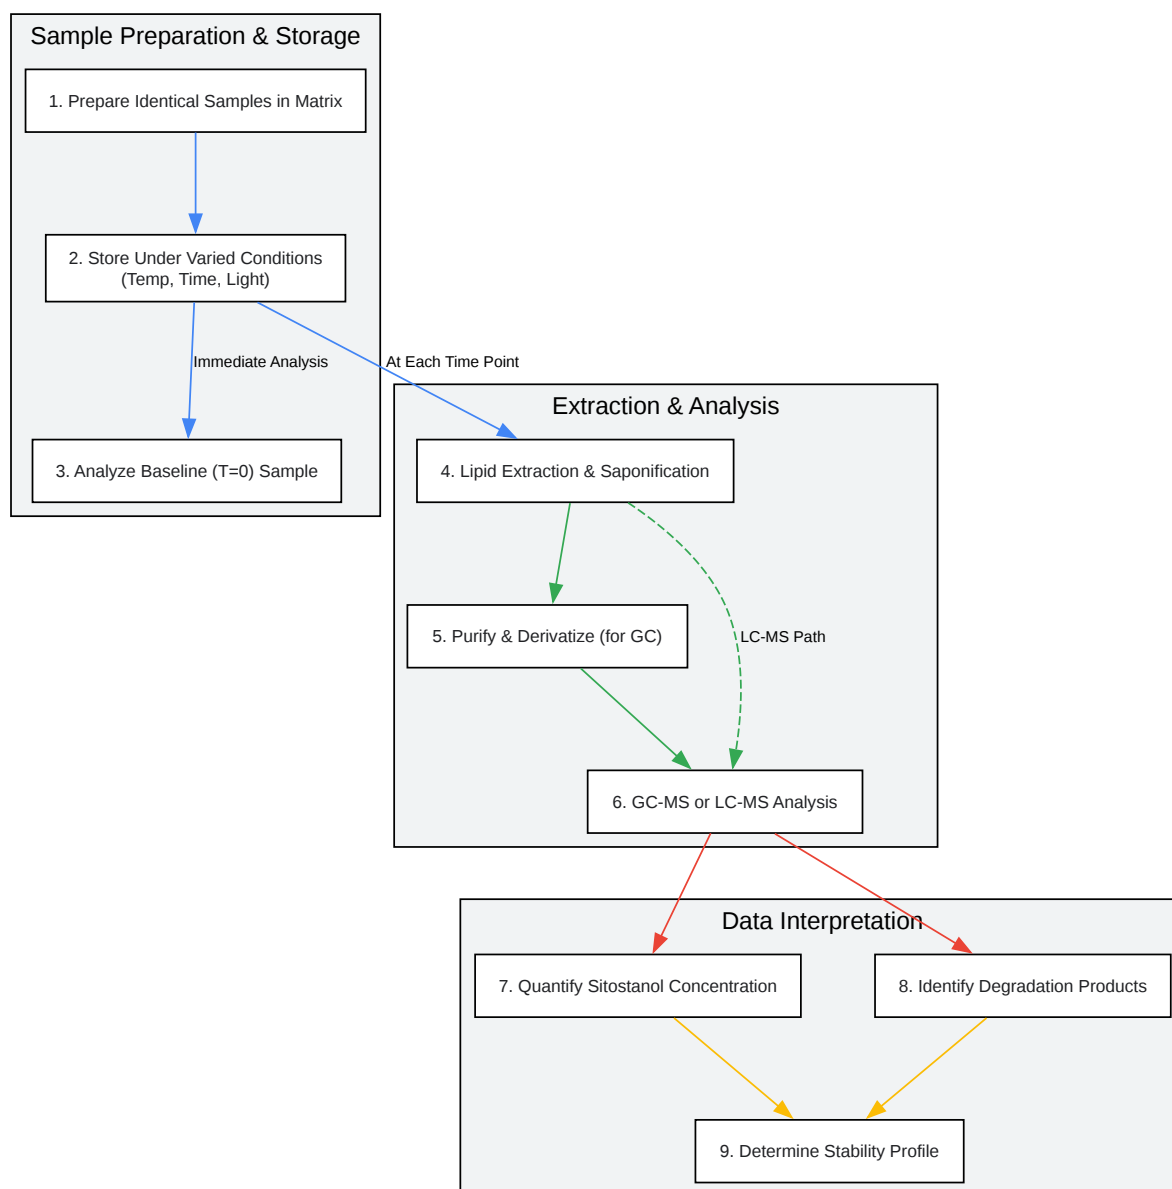 Sample Preparation & Storage
1. Prepare Identical Samples in Matrix
2. Store Under Varied Conditions
(Temp, Time, Light)
Immediate Analysis
At Each Time Point
3. Analyze Baseline (T=0) Sample
Extraction & Analysis
4. Lipid Extraction & Saponification
5. Purify & Derivatize (for GC)
LC-MS Path
6. GC-MS or LC-MS Analysis
Data Interpretation
7. Quantify Sitostanol Concentration
8. Identify Degradation Products
9. Determine Stability Profile